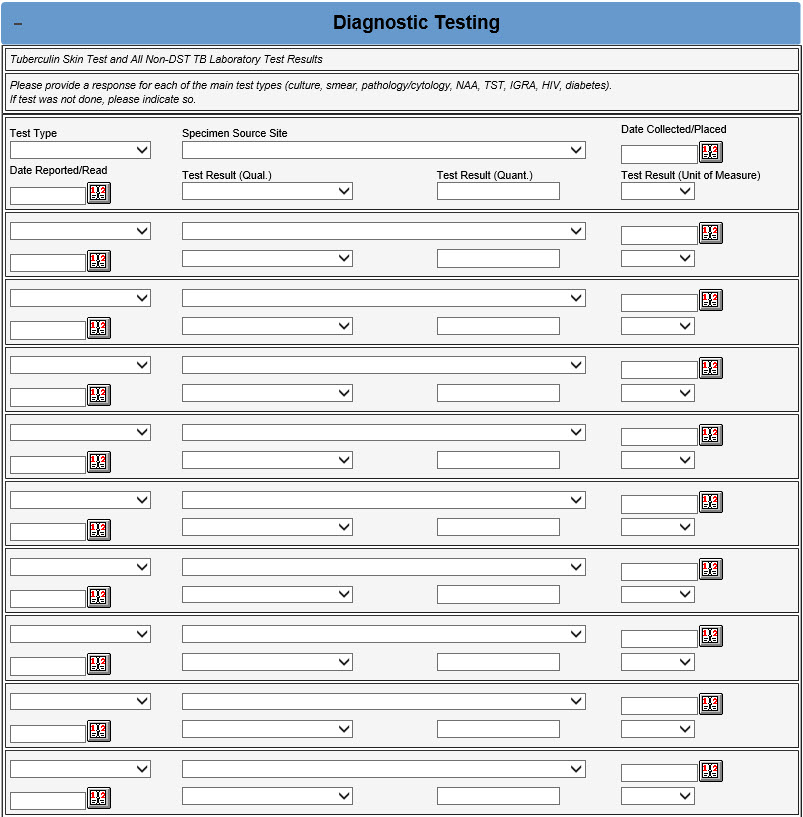 Diagnostic Testing
Tuberculin Skin Test and All Non-DST TB Laboratory Test Results
Please provide a response for each of the main test types (culture, smear, pathology/cytology, NAA, TST, IGRA, HIV, diabetes).
If test was not done, please indicate so.
Test Type
Specimen Source Site
Date Collected/Placed
Date Reported/Read
Test Result (Qual.)
Test Result (Quant.)
Test Result (Unit of Measure)